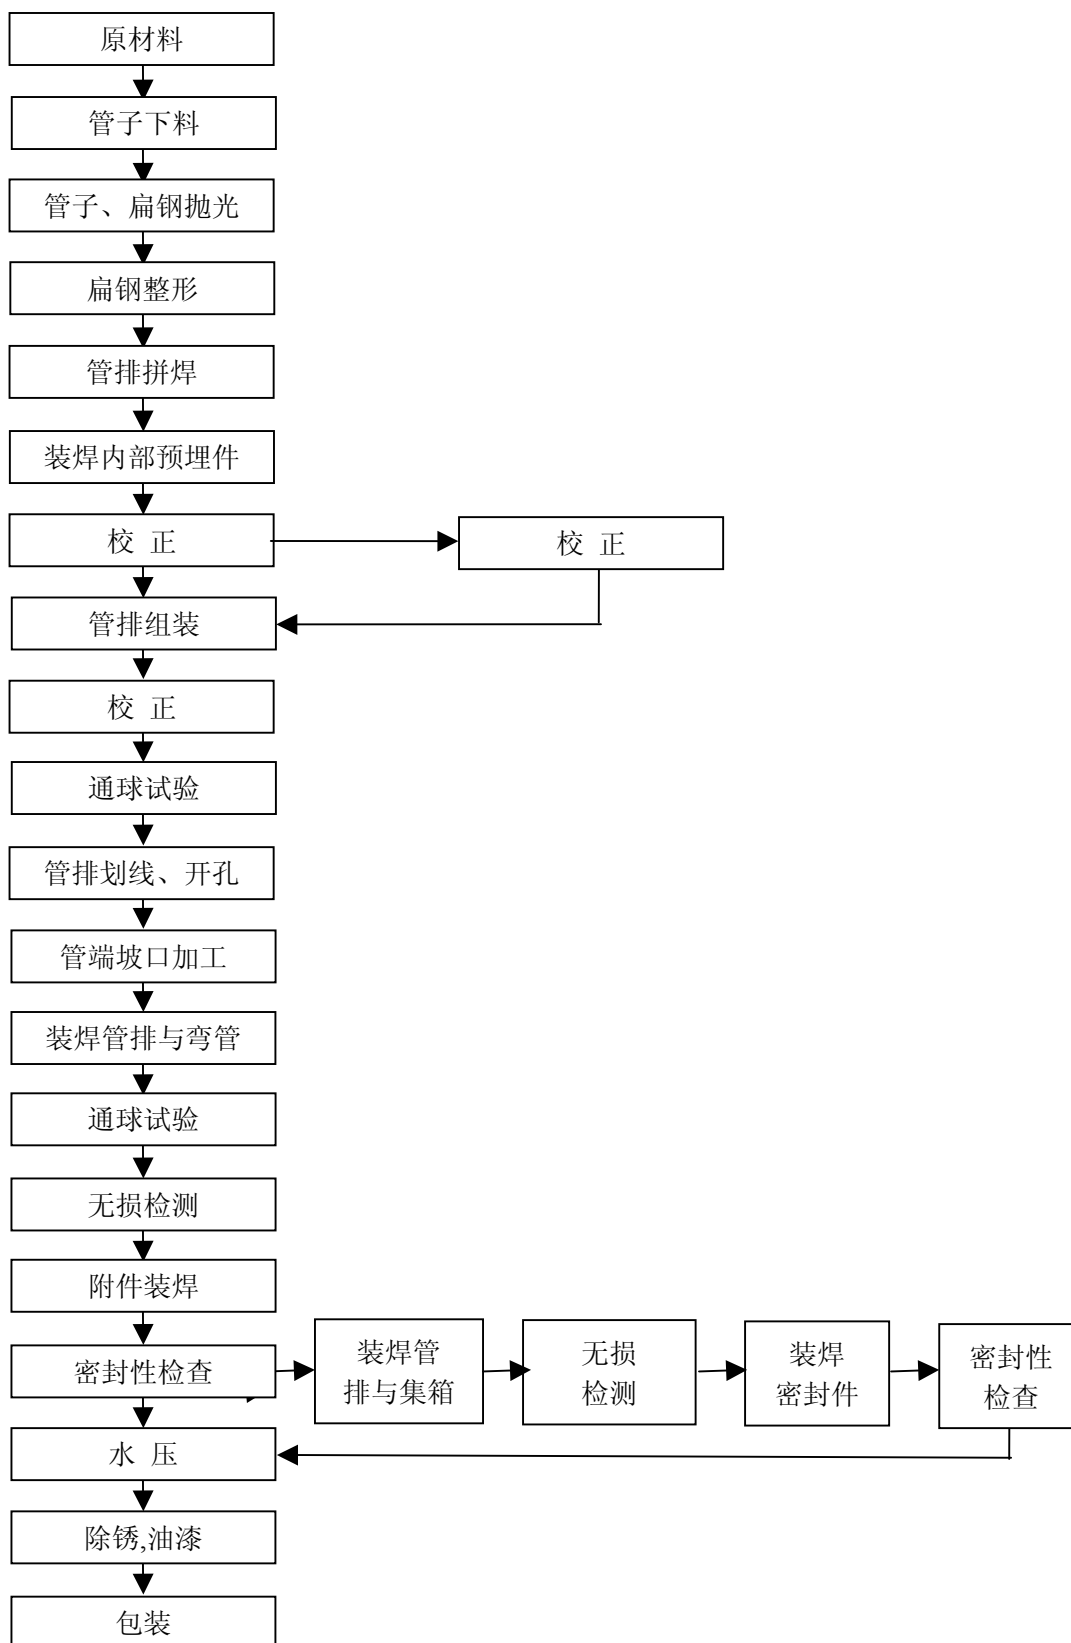 原材料
管子下料
管子、扁钢抛光
扁钢整形
管排拼焊
装焊内部预埋件
校 正
校 正
管排组装
校 正
通球试验
管排划线、开孔
管端坡口加工
装焊管排与弯管
通球试验
无损检测
附件装焊
密封性检查
装焊管
排与集箱
无损
检测
装焊
密封件
密封性
检查
水 压
除锈,油漆
包装